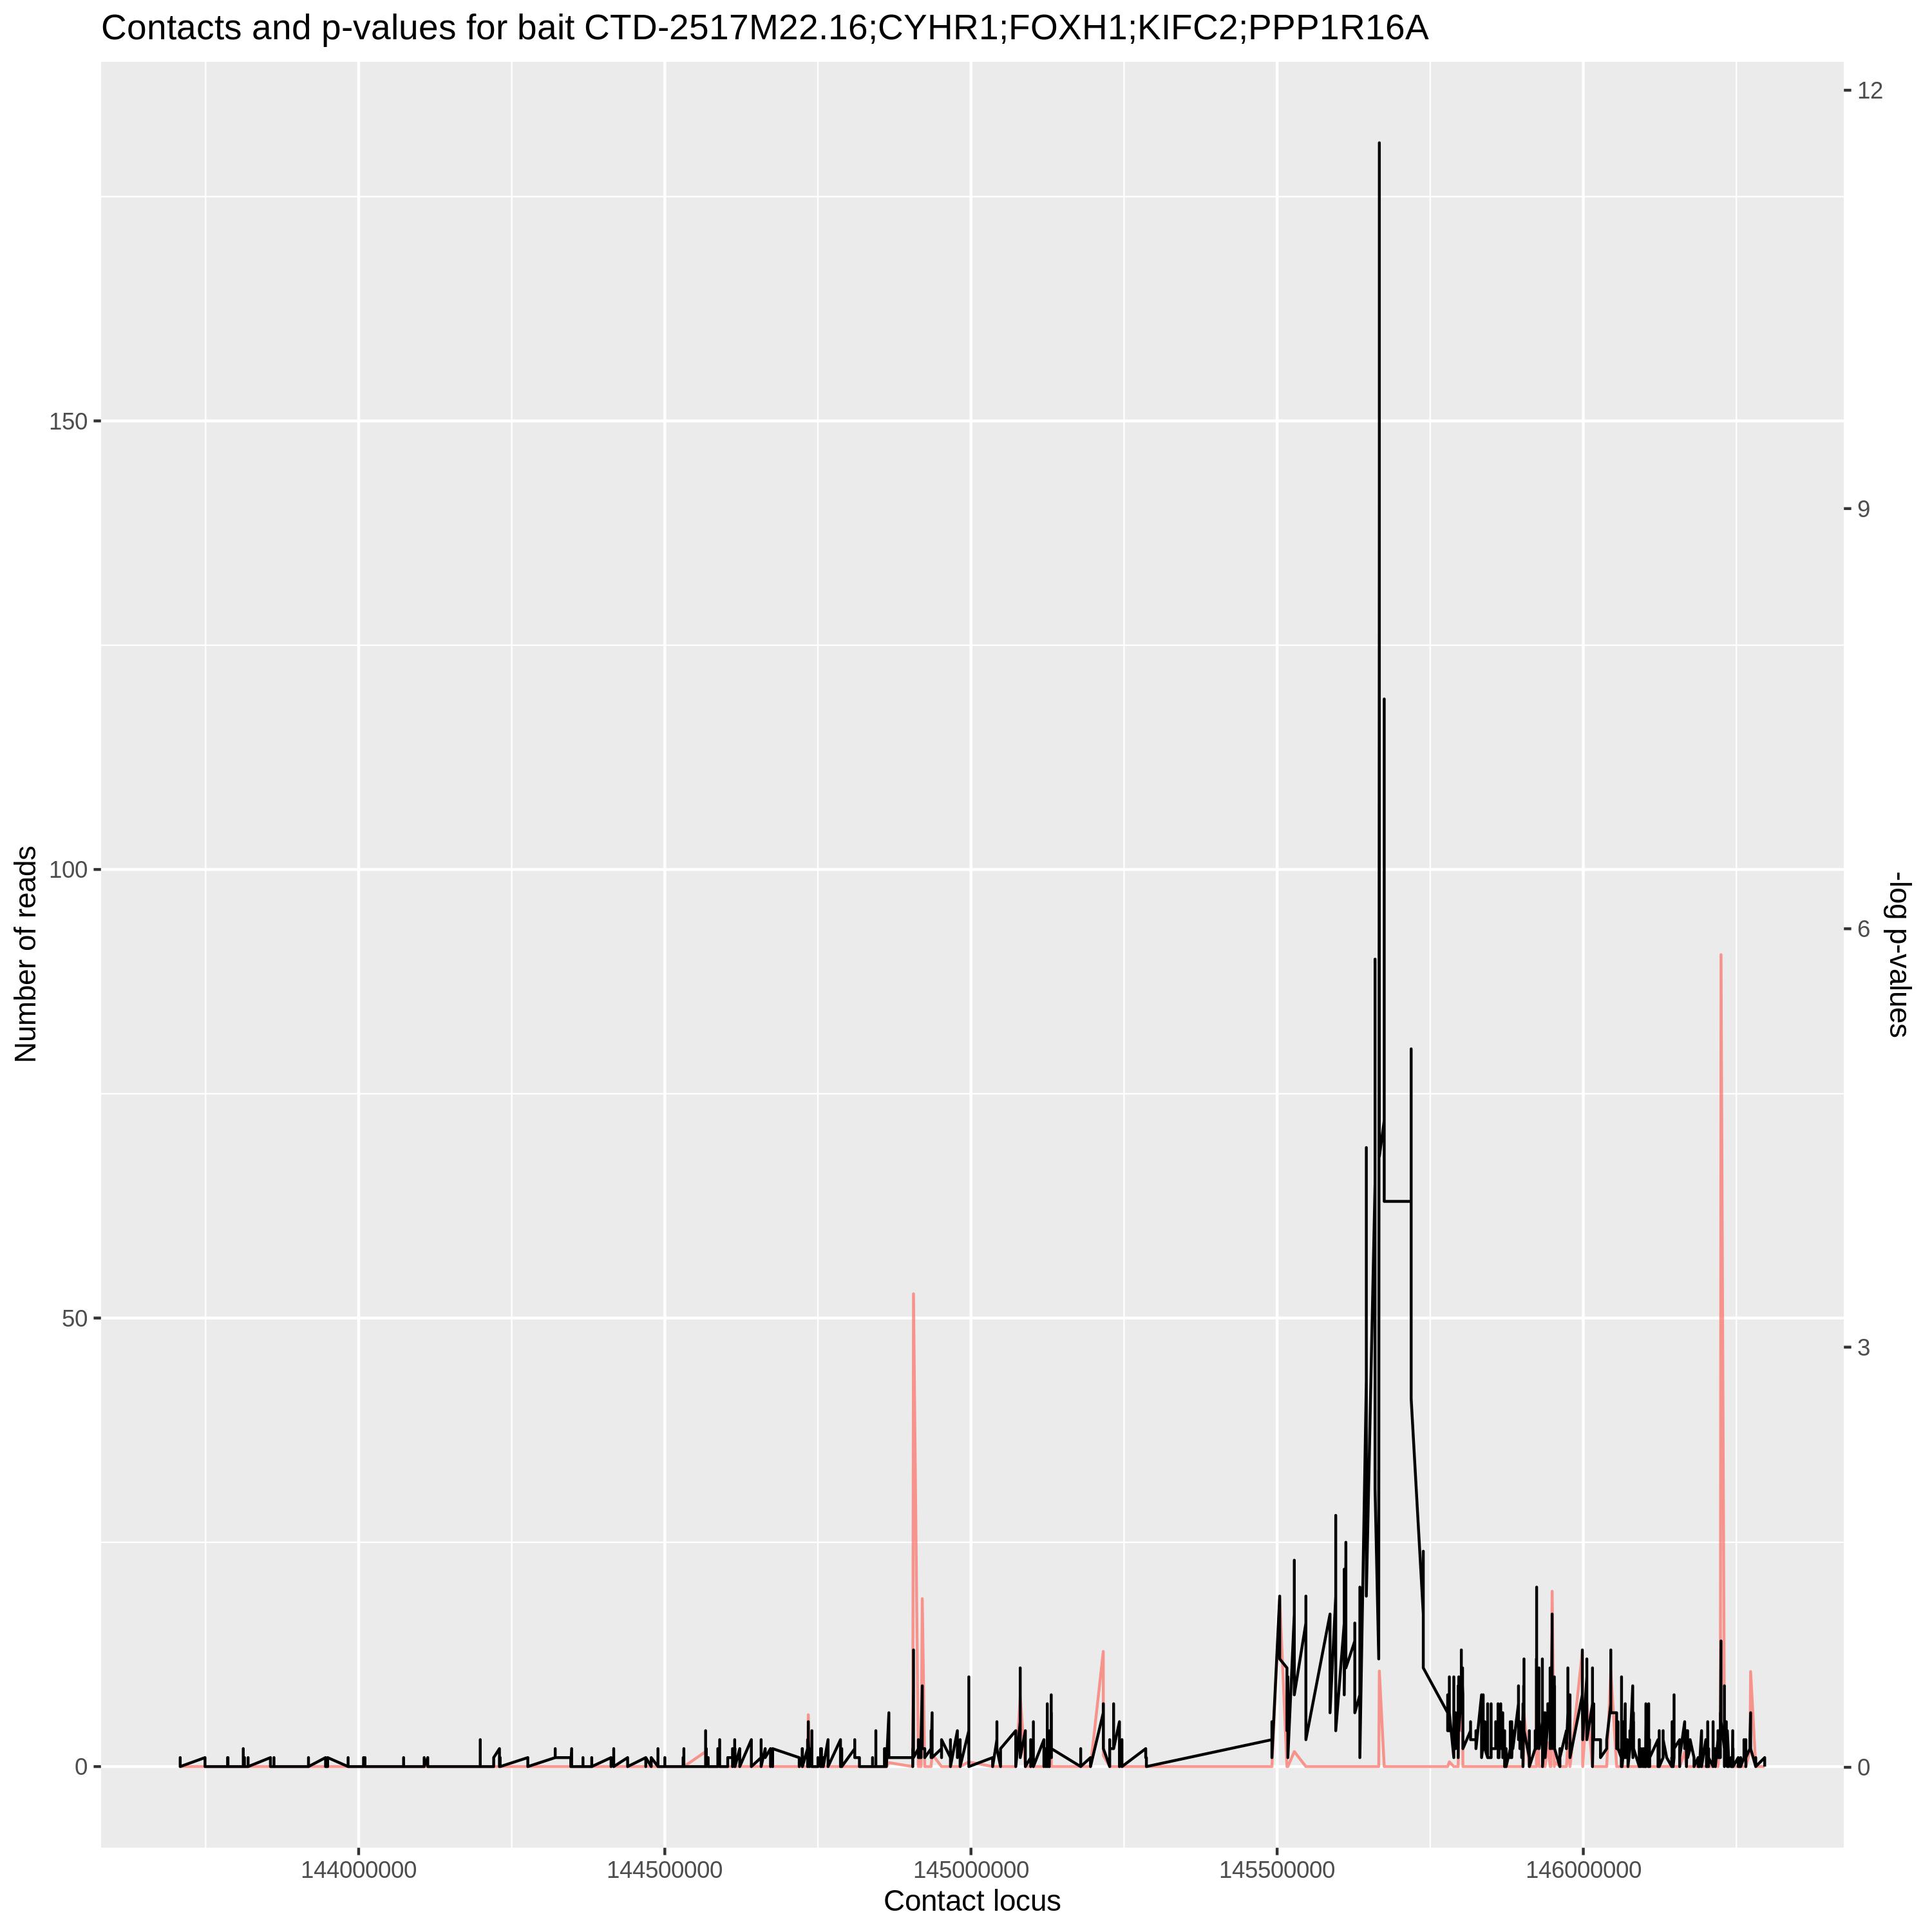 Contacts and p-values for bait CTD-2517M22.16;CYHR1;FOXH1;KIFC2;PPP1R16A
12
150
9
100
6
Number of reads
-log p-values
50
3
0
0
144000000 144500000 145000000 145500000 146000000
Contact locus